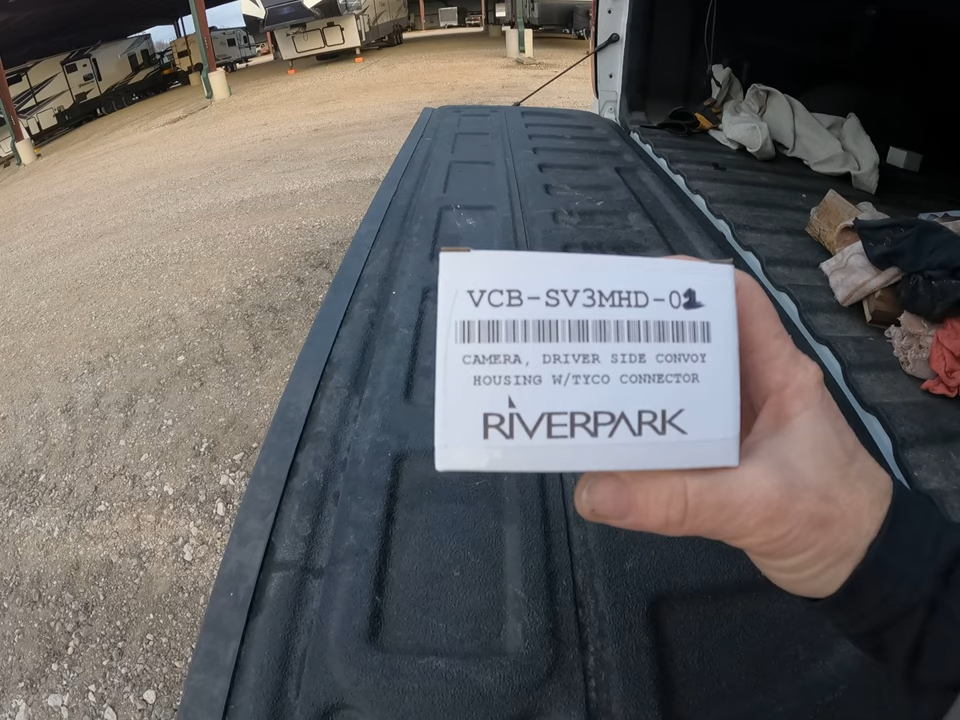 VCB-SV3MHD-01
CAMERA, DRIVER SIDE CONVOY
HOUSING W/TYCO CONNECTOR
RIVERPARK